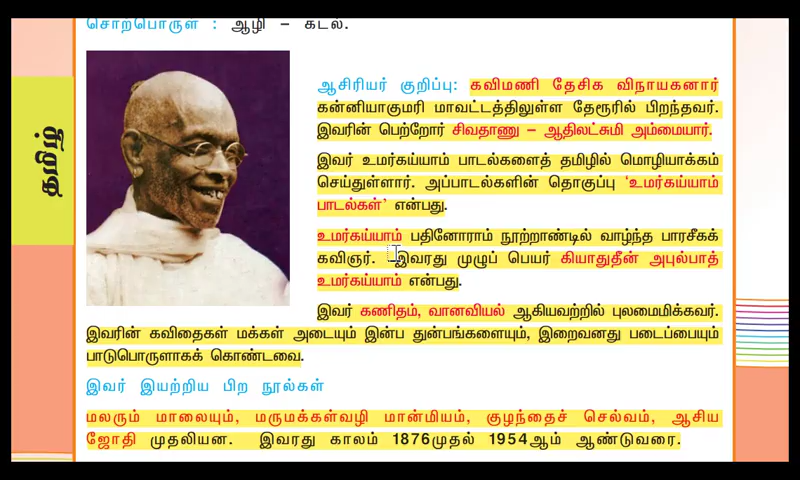 சொற்பொருள் : ஆழி – கடல்.
தமிழ்
ஆசிரியர் குறிப்பு: கவிமணி தேசிக விநாயகனார்
கன்னியாகுமரி மாவட்டத்திலுள்ள தேரூரில் பிறந்தவர்.
இவரின் பெற்றோர் சிவதாணு – ஆதிலட்சுமி அம்மையார்.
இவர் உமர்கய்யாம் பாடல்களைத் தமிழில் மொழியாக்கம்
செய்துள்ளார். அப்பாடல்களின் தொகுப்பு ‘உமர்கய்யாம்
பாடல்கள்’ என்பது.
உமர்கய்யாம் பதினோராம் நூற்றாண்டில் வாழ்ந்த பாரசீகக்
கவிஞர். இவரது முழுப் பெயர் கியாதுதீன் அபுல்பாத்
உமர்கய்யாம் என்பது.
இவர் கணிதம், வானவியல் ஆகியவற்றில் புலமைமிக்கவர்.
இவரின் கவிதைகள் மக்கள் அடையும் இன்ப துன்பங்களையும், இறைவனது படைப்பையும்
பாடுபொருளாகக் கொண்டவை.
இவர் இயற்றிய பிற நூல்கள்
மலரும் மாலையும், மருமக்கள்வழி மான்மியம், குழந்தைச் செல்வம், ஆசிய
ஜோதி முதலியன. இவரது காலம் 1876முதல் 1954ஆம் ஆண்டுவரை.